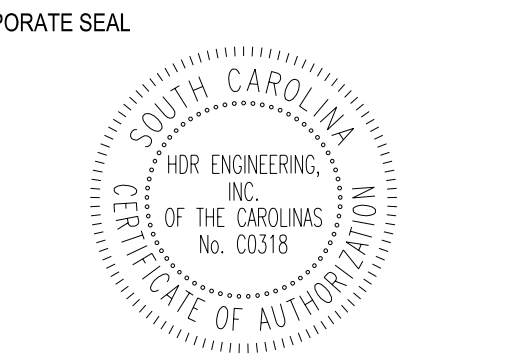 PORATE SEAL
SOUTH CAROLINA
HDR ENGINEERING,
INC.
OF THE CAROLINAS
No. C0318
CERTIFICATE OF AUTHORIZATION